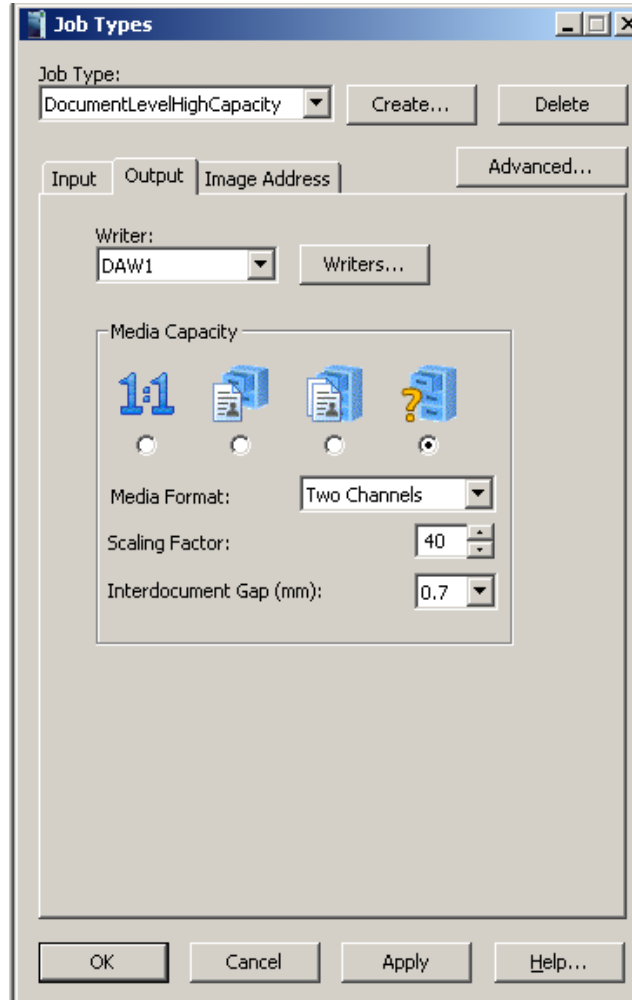 Job Types
Job Type:
DocumentLevelHighCapacity Create... Delete
Advanced...
Input Output Image Address
Writer:
DAW1 Writers...
Media Capacity
1:1 ?
Media Format: Two Channels
Scaling Factor: 40
Interdocument Gap (mm): 0.7
OK Cancel Apply Help...